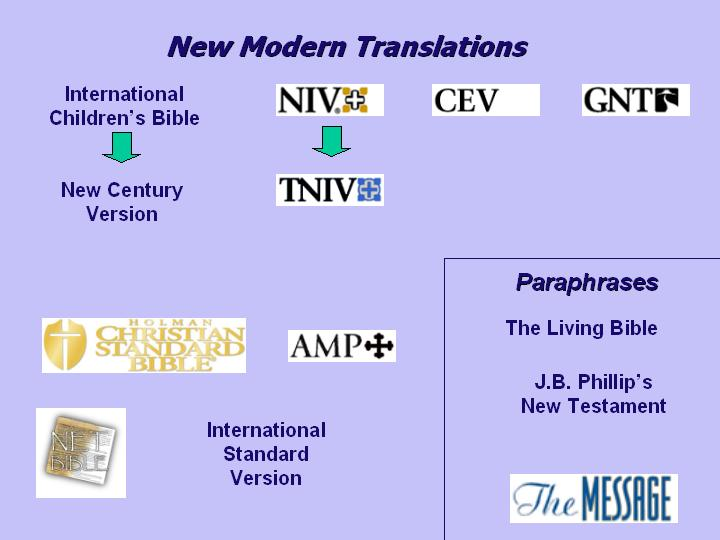 New Modern Translations
International
Children's Bible
NIV
CEV
GNT
New Century
Version
TNIV
Paraphrases
The Living Bible
J.B. Phillip's
New Testament
The MESSAGE
HOLMAN
CHRISTIAN
STANDARD
BIBLE
AMP
NET
BIBLE
International
Standard
Version